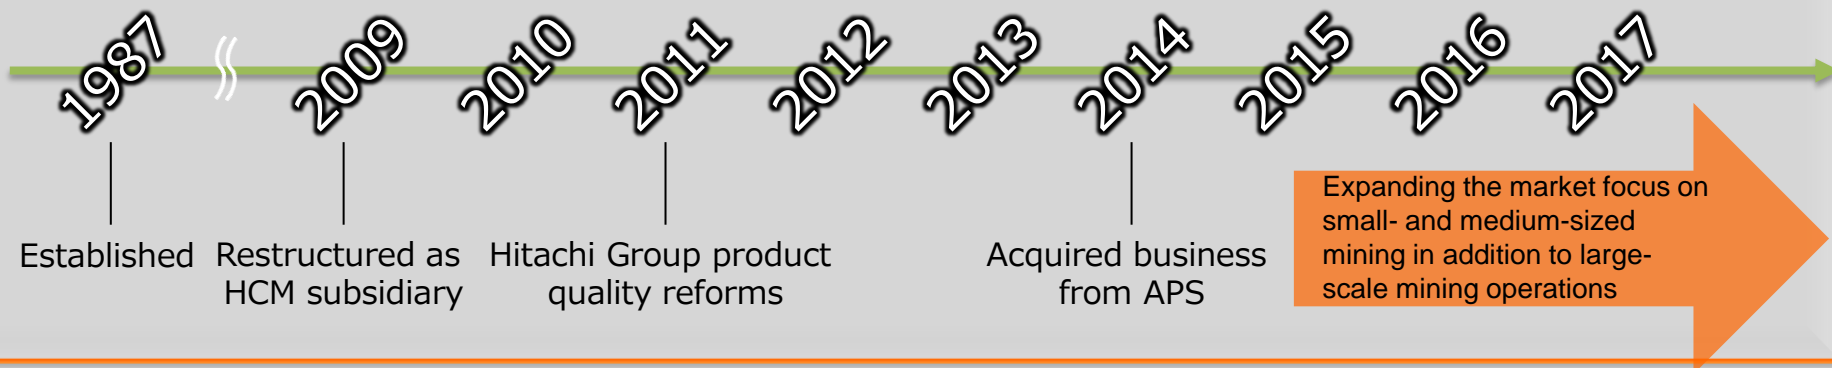 1987
2009
2010
2011
2012
2013
2014
2015
2016
2017
Established
Restructured as
HCM subsidiary
Hitachi Group product
quality reforms
Acquired business
from APS
Expanding the market focus on
small- and medium-sized
mining in addition to large-
scale mining operations